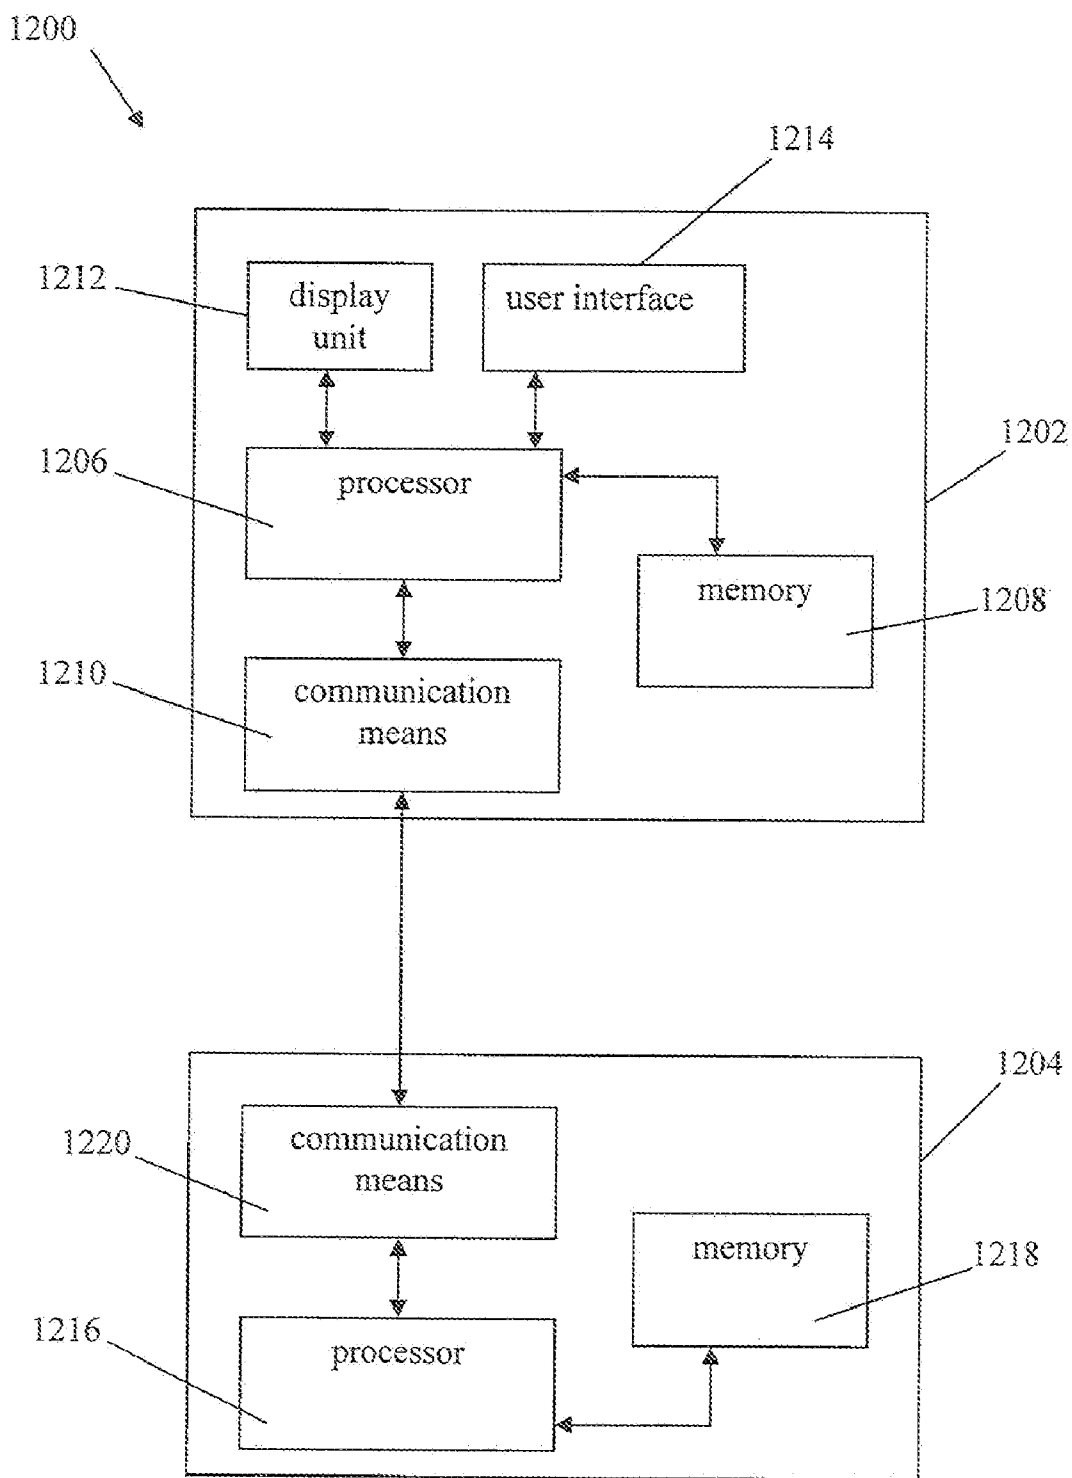 1200
1214
1212
display
unit
user interface
1202
1206
processor
memory
1208
1210
communication
means
1204
1220
communication
means
memory
1218
1216
processor